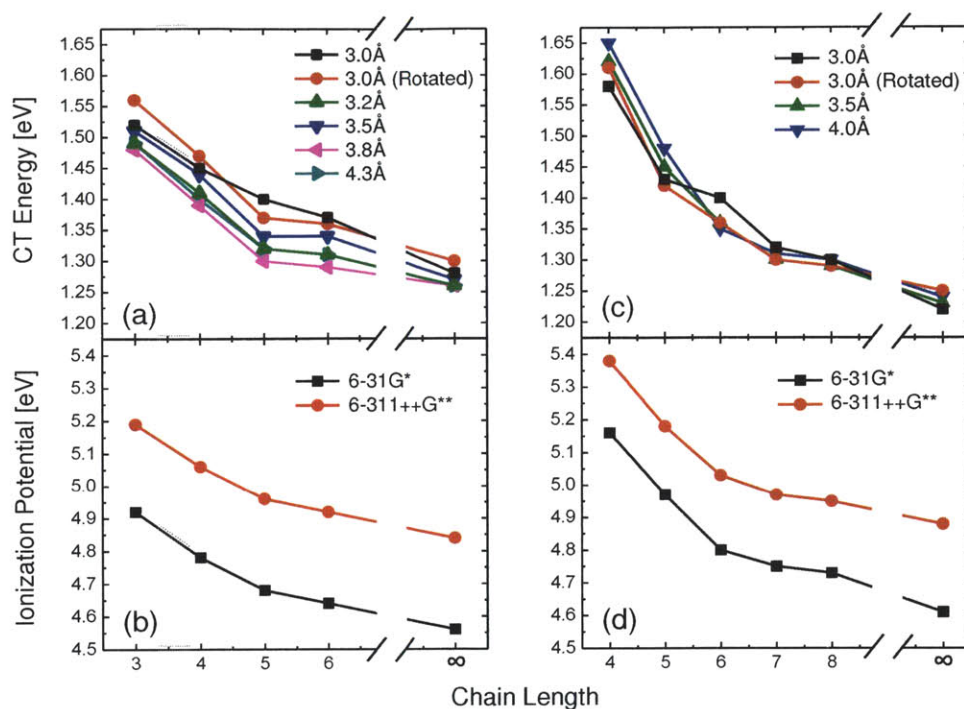 CT Energy [eV]
1.65
1.60
1.55
1.50
1.45
1.40
1.35
1.30
1.25
1.20
3.0Å
3.0Å (Rotated)
3.2Å
3.5Å
3.8Å
4.3Å
(a)
1.65
1.60
1.55
1.50
1.45
1.40
1.35
1.30
1.25
1.20
3.0Å
3.0Å (Rotated)
3.5Å
4.0Å
(c)
Ionization Potential [eV]
5.4
5.3
5.2
5.1
5.0
4.9
4.8
4.7
4.6
4.5
6-31G*
6-311++G**
(b)
3 4 5 6 ∞
5.4
5.3
5.2
5.1
5.0
4.9
4.8
4.7
4.6
4.5
6-31G*
6-311++G**
(d)
4 5 6 7 8 ∞
Chain Length